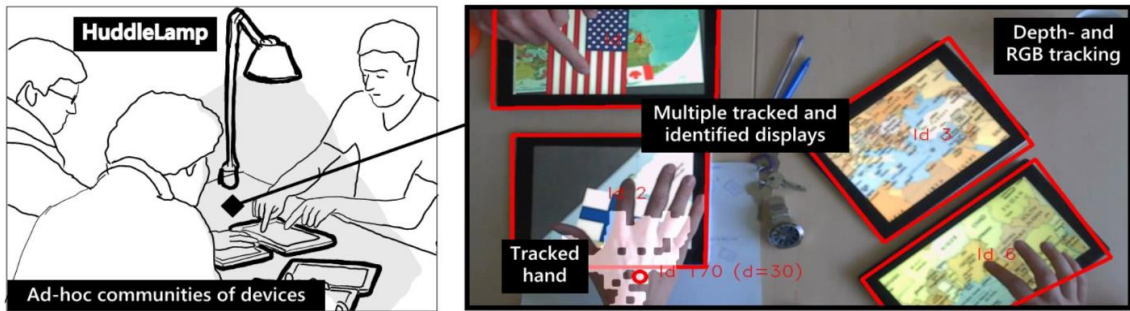 HuddleLamp
Ad-hoc communities of devices
Id 4
Depth- and
RGB tracking
Multiple tracked and
identified displays
Id 3
Id 2
Id 6
Tracked
hand
Id 170 (d=30)